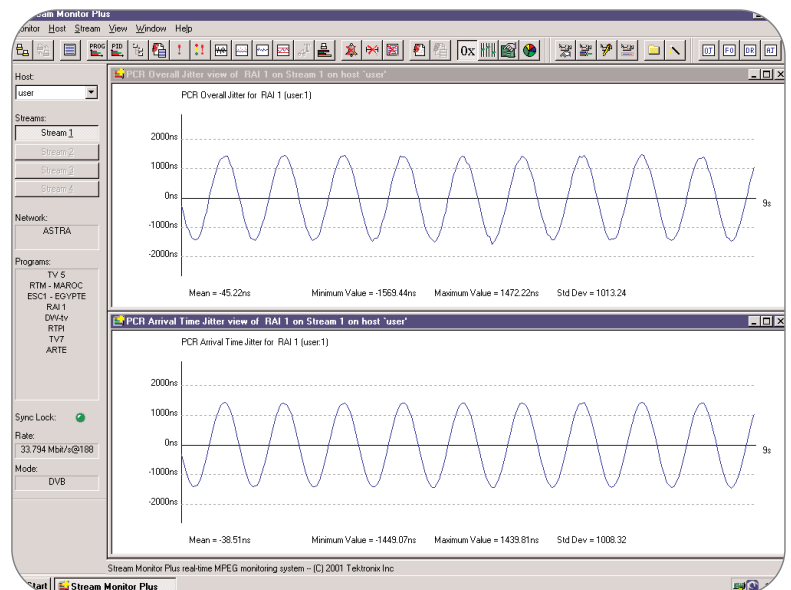 Stream Monitor Plus
Monitor Host Stream View Window Help
PROG PID 0x OJ FO DR AJ
Host:
user
Streams:
Stream 1
Stream 2
Stream 3
Stream 4
Network:
ASTRA
Programs:
TV 5
RTM - MAROC
ESC1 - EGYPTE
RAI 1
DW-tv
RTPI
TV7
ARTE
Sync Lock:
Rate:
33.794 Mbit/s@188
Mode:
DVB
PCR Overall Jitter view of RAI 1 on Stream 1 on host `user'
PCR Overall Jitter for RAI 1 (user:1)
2000ns
1000ns
0ns
-1000ns
-2000ns
9s
Mean = -45.22ns Minimum Value = -1569.44ns Maximum Value = 1472.22ns Std Dev = 1013.24
PCR Arrival Time Jitter view of RAI 1 on Stream 1 on host `user'
PCR Arrival Time Jitter for RAI 1 (user:1)
2000ns
1000ns
0ns
-1000ns
-2000ns
9s
Mean = -38.51ns Minimum Value = -1449.07ns Maximum Value = 1439.81ns Std Dev = 1008.32
Stream Monitor Plus real-time MPEG monitoring system -- (C) 2001 Tektronix Inc
Start Stream Monitor Plus